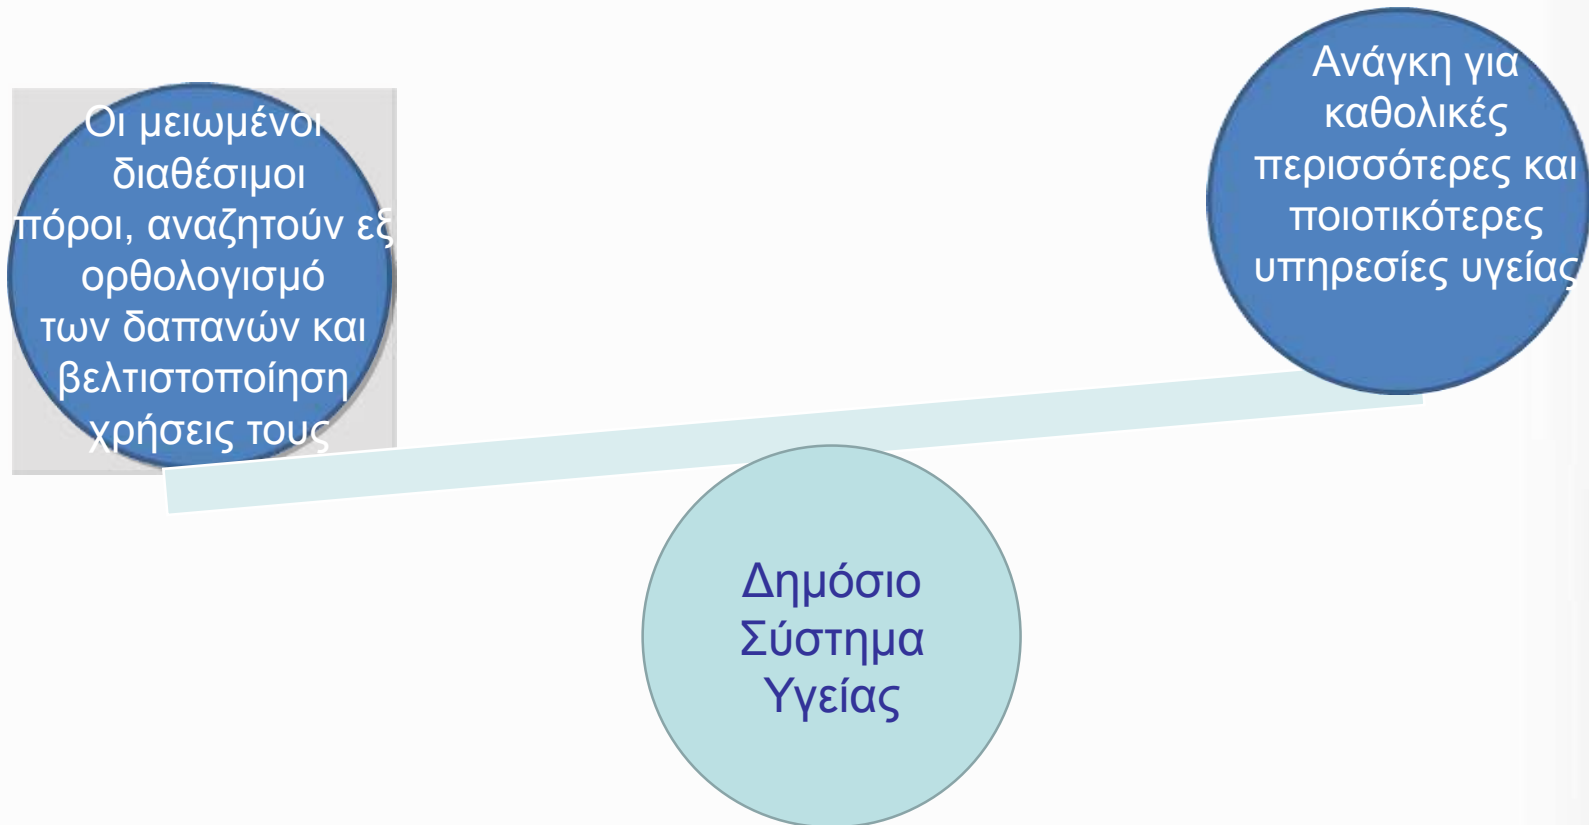 Οι μειωμένοι
διαθέσιμοι
πόροι, αναζητούν εξ
ορθολογισμό
των δαπανών και
βελτιστοποίηση
χρήσεις τους
Ανάγκη για
καθολικές
περισσότερες και
ποιοτικότερες
υπηρεσίες υγείας
Δημόσιο
Σύστημα
Υγείας